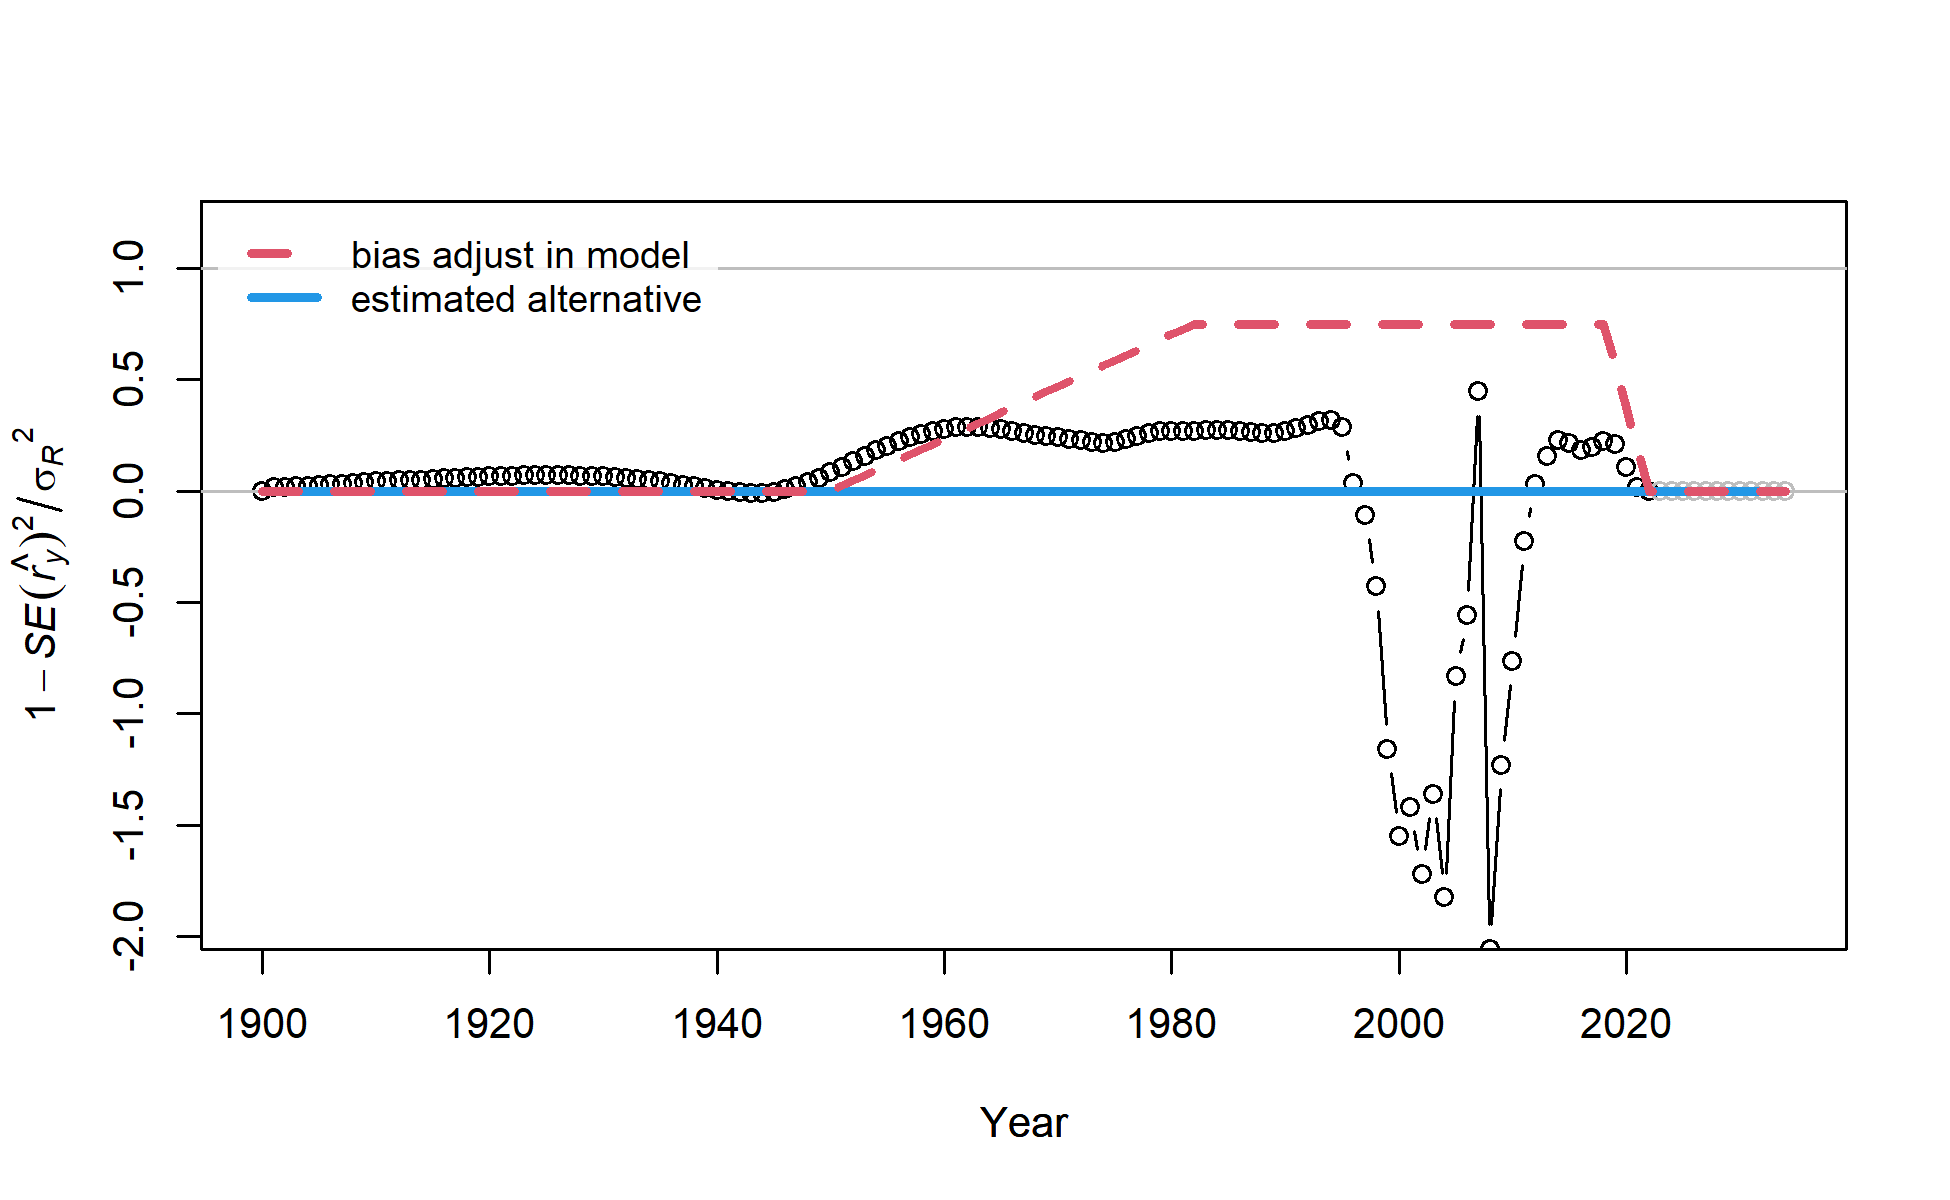 bias adjust in model
estimated alternative
1.0
0.5
0.0
-0.5
-1.0
-1.5
-2.0
1 − SE(r̂y)²/σR²
1900 1920 1940 1960 1980 2000 2020
Year